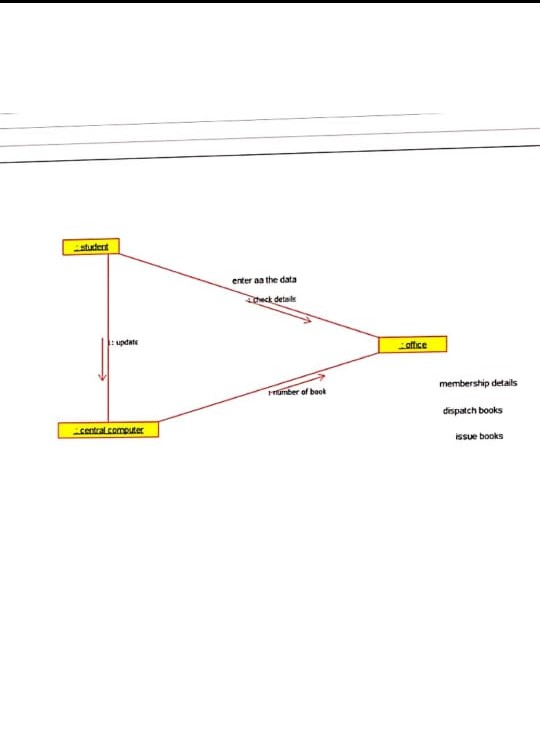 : student
enter aa the data
: check details
: update
: office
membership details
: number of book
dispatch books
: central computer
issue books